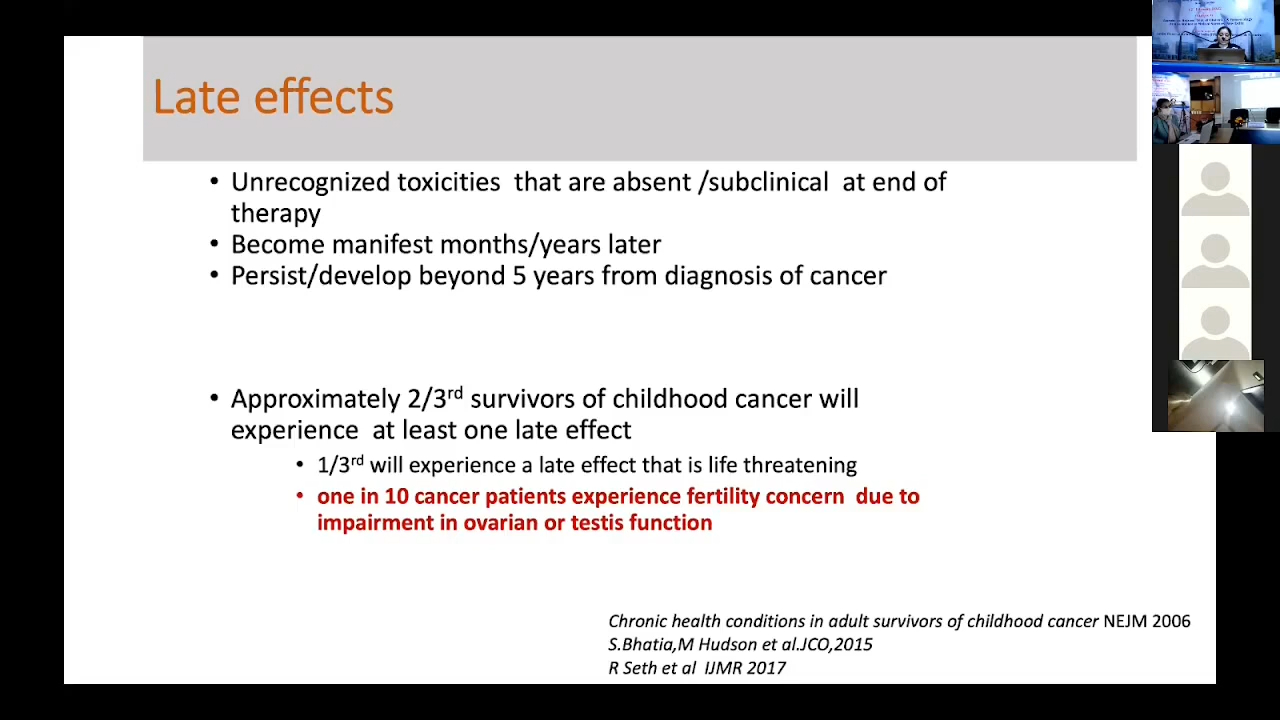 Late effects
• Unrecognized toxicities that are absent /subclinical at end of
therapy
• Become manifest months/years later
• Persist/develop beyond 5 years from diagnosis of cancer
• Approximately 2/3rd survivors of childhood cancer will
experience at least one late effect
• 1/3rd will experience a late effect that is life threatening
• one in 10 cancer patients experience fertility concern due to
impairment in ovarian or testis function
Chronic health conditions in adult survivors of childhood cancer NEJM 2006
S.Bhatia,M Hudson et al.JCO,2015
R Seth et al IJMR 2017